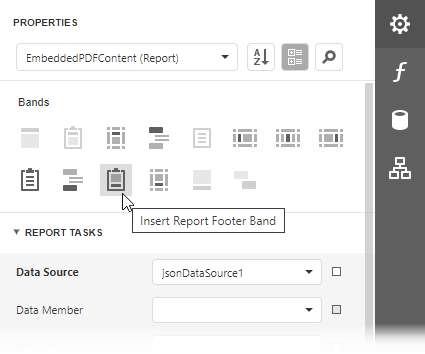 PROPERTIES
EmbeddedPDFContent (Report)
A
Z
Bands
Insert Report Footer Band
REPORT TASKS
Data Source
jsonDataSource1
Data Member